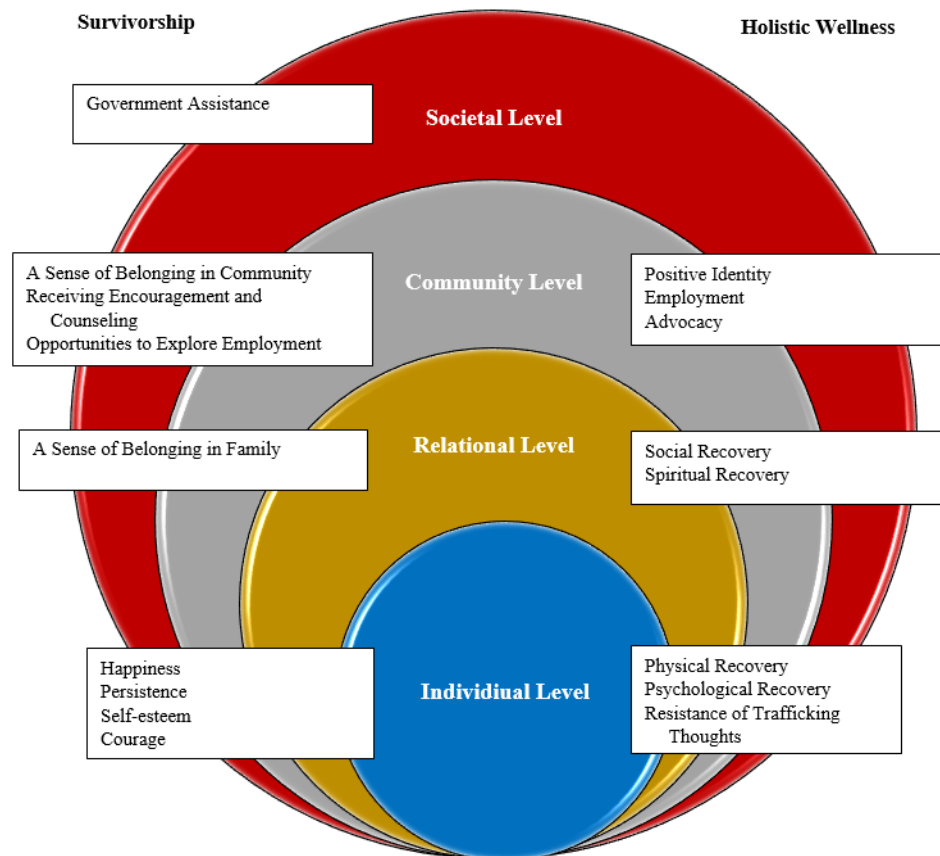 Survivorship
Holistic Wellness
Government Assistance
Societal Level
A Sense of Belonging in Community
Receiving Encouragement and
Counseling
Opportunities to Explore Employment
Community Level
Positive Identity
Employment
Advocacy
A Sense of Belonging in Family
Relational Level
Social Recovery
Spiritual Recovery
Happiness
Persistence
Self-esteem
Courage
Individiual Level
Physical Recovery
Psychological Recovery
Resistance of Trafficking
Thoughts